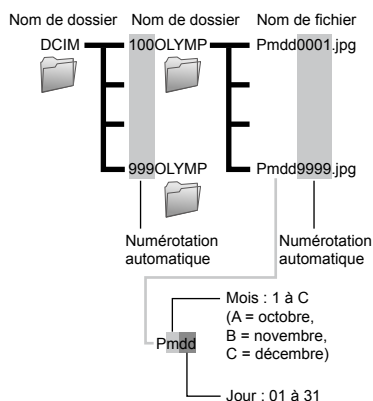 Nom de dossier Nom de dossier Nom de fichier
DCIM 100OLYMP Pmdd0001.jpg
999OLYMP Pmdd9999.jpg
Numérotation automatique
Numérotation automatique
Mois : 1 à C
(A = octobre,
B = novembre,
C = décembre)
Pmdd
Jour : 01 à 31